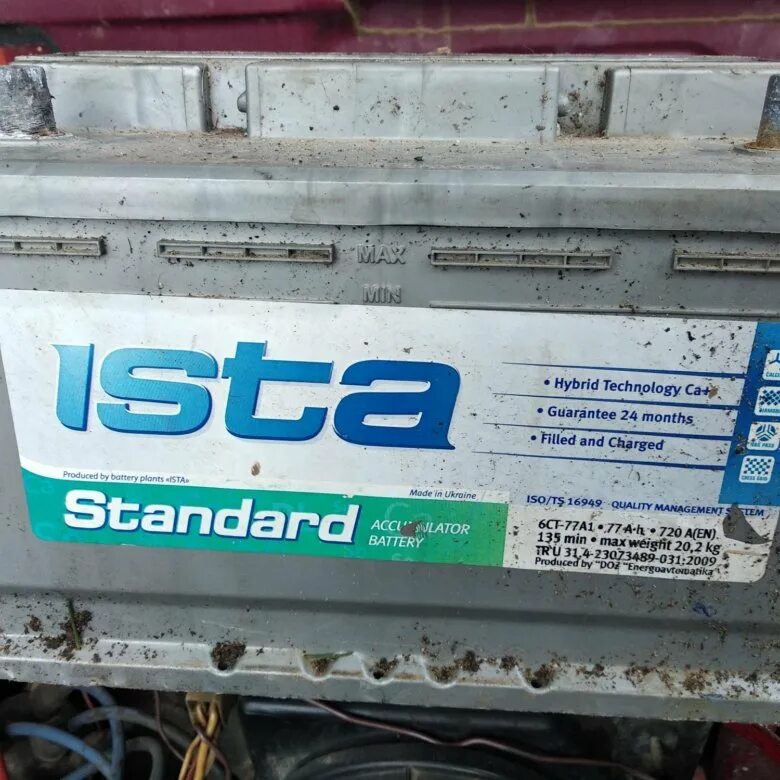 MAX
MIN
ısta
• Hybrid Technology Ca+
• Guarantee 24 months
• Filled and Charged
Produced by battery plants «ISTA»
Made in Ukraine
Standard
ACCUMULATOR
BATTERY
ISO/TS 16949 QUALITY MANAGEMENT SYSTEM
6CT-77A1 • 77 A·h • 720 A(EN)
135 min • max weight 20,2 kg
TR U 31.4-23073489-031:2009
Produced by "DOZ "Energoavtomatika